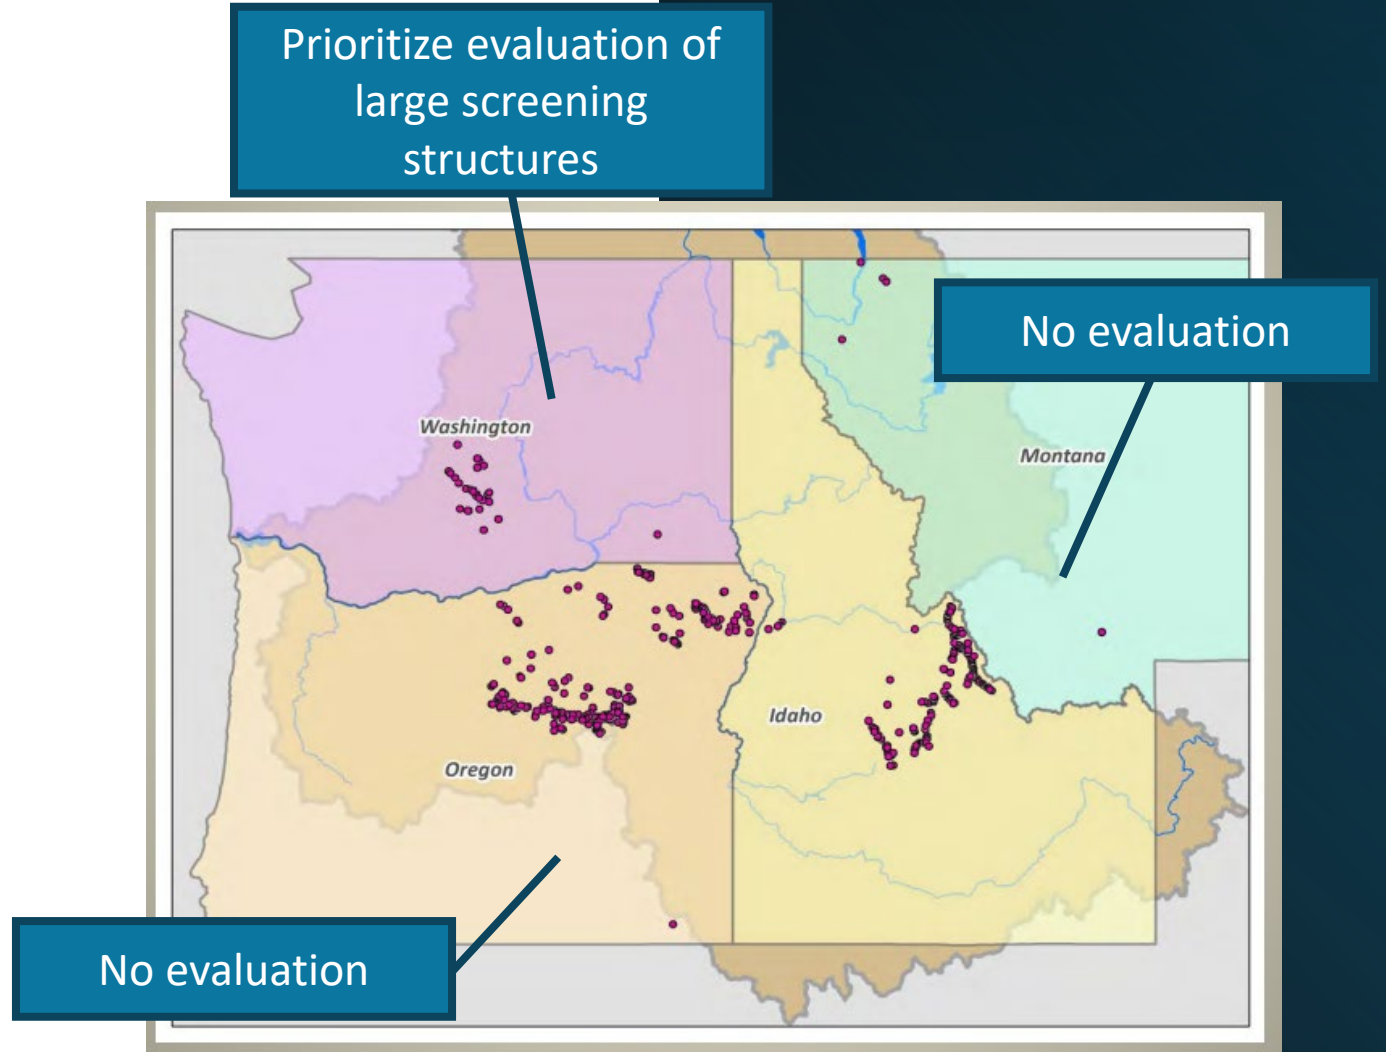 Prioritize evaluation of
large screening
structures
No evaluation
Washington
Montana
Idaho
Oregon
No evaluation